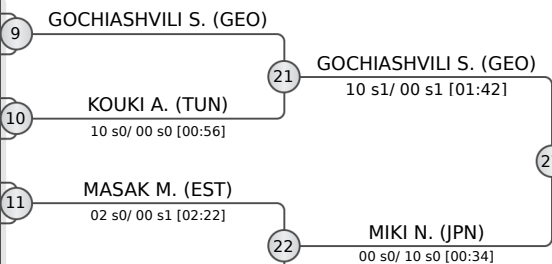 9
GOCHIASHVILI S. (GEO)
21
GOCHIASHVILI S. (GEO)
10 s1/ 00 s1 [01:42]
10
KOUKI A. (TUN)
10 s0/ 00 s0 [00:56]
11
MASAK M. (EST)
02 s0/ 00 s1 [02:22]
22
MIKI N. (JPN)
00 s0/ 10 s0 [00:34]